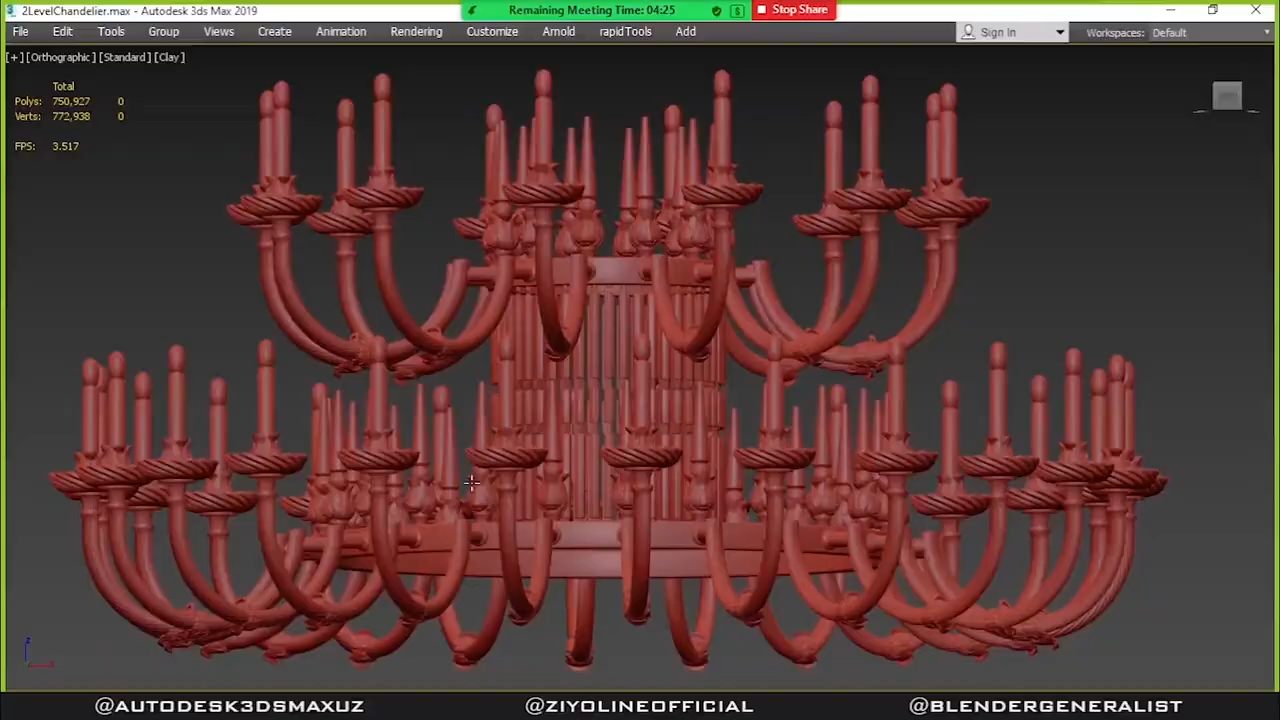 2LevelChandelier.max - Autodesk 3ds Max 2019
Remaining Meeting Time: 04:25
Stop Share
File Edit Tools Group Views Create Animation Rendering Customize Arnold rapidTools Add
Sign In
Workspaces: Default
[+] [Orthographic] [Standard] [Clay]
Total
Polys: 750,927 0
Verts: 772,938 0
FPS: 3.517
z
@AUTODESK3DSMAXUZ
@ZIYOLINEOFFICIAL
@BLENDERGENERALIST